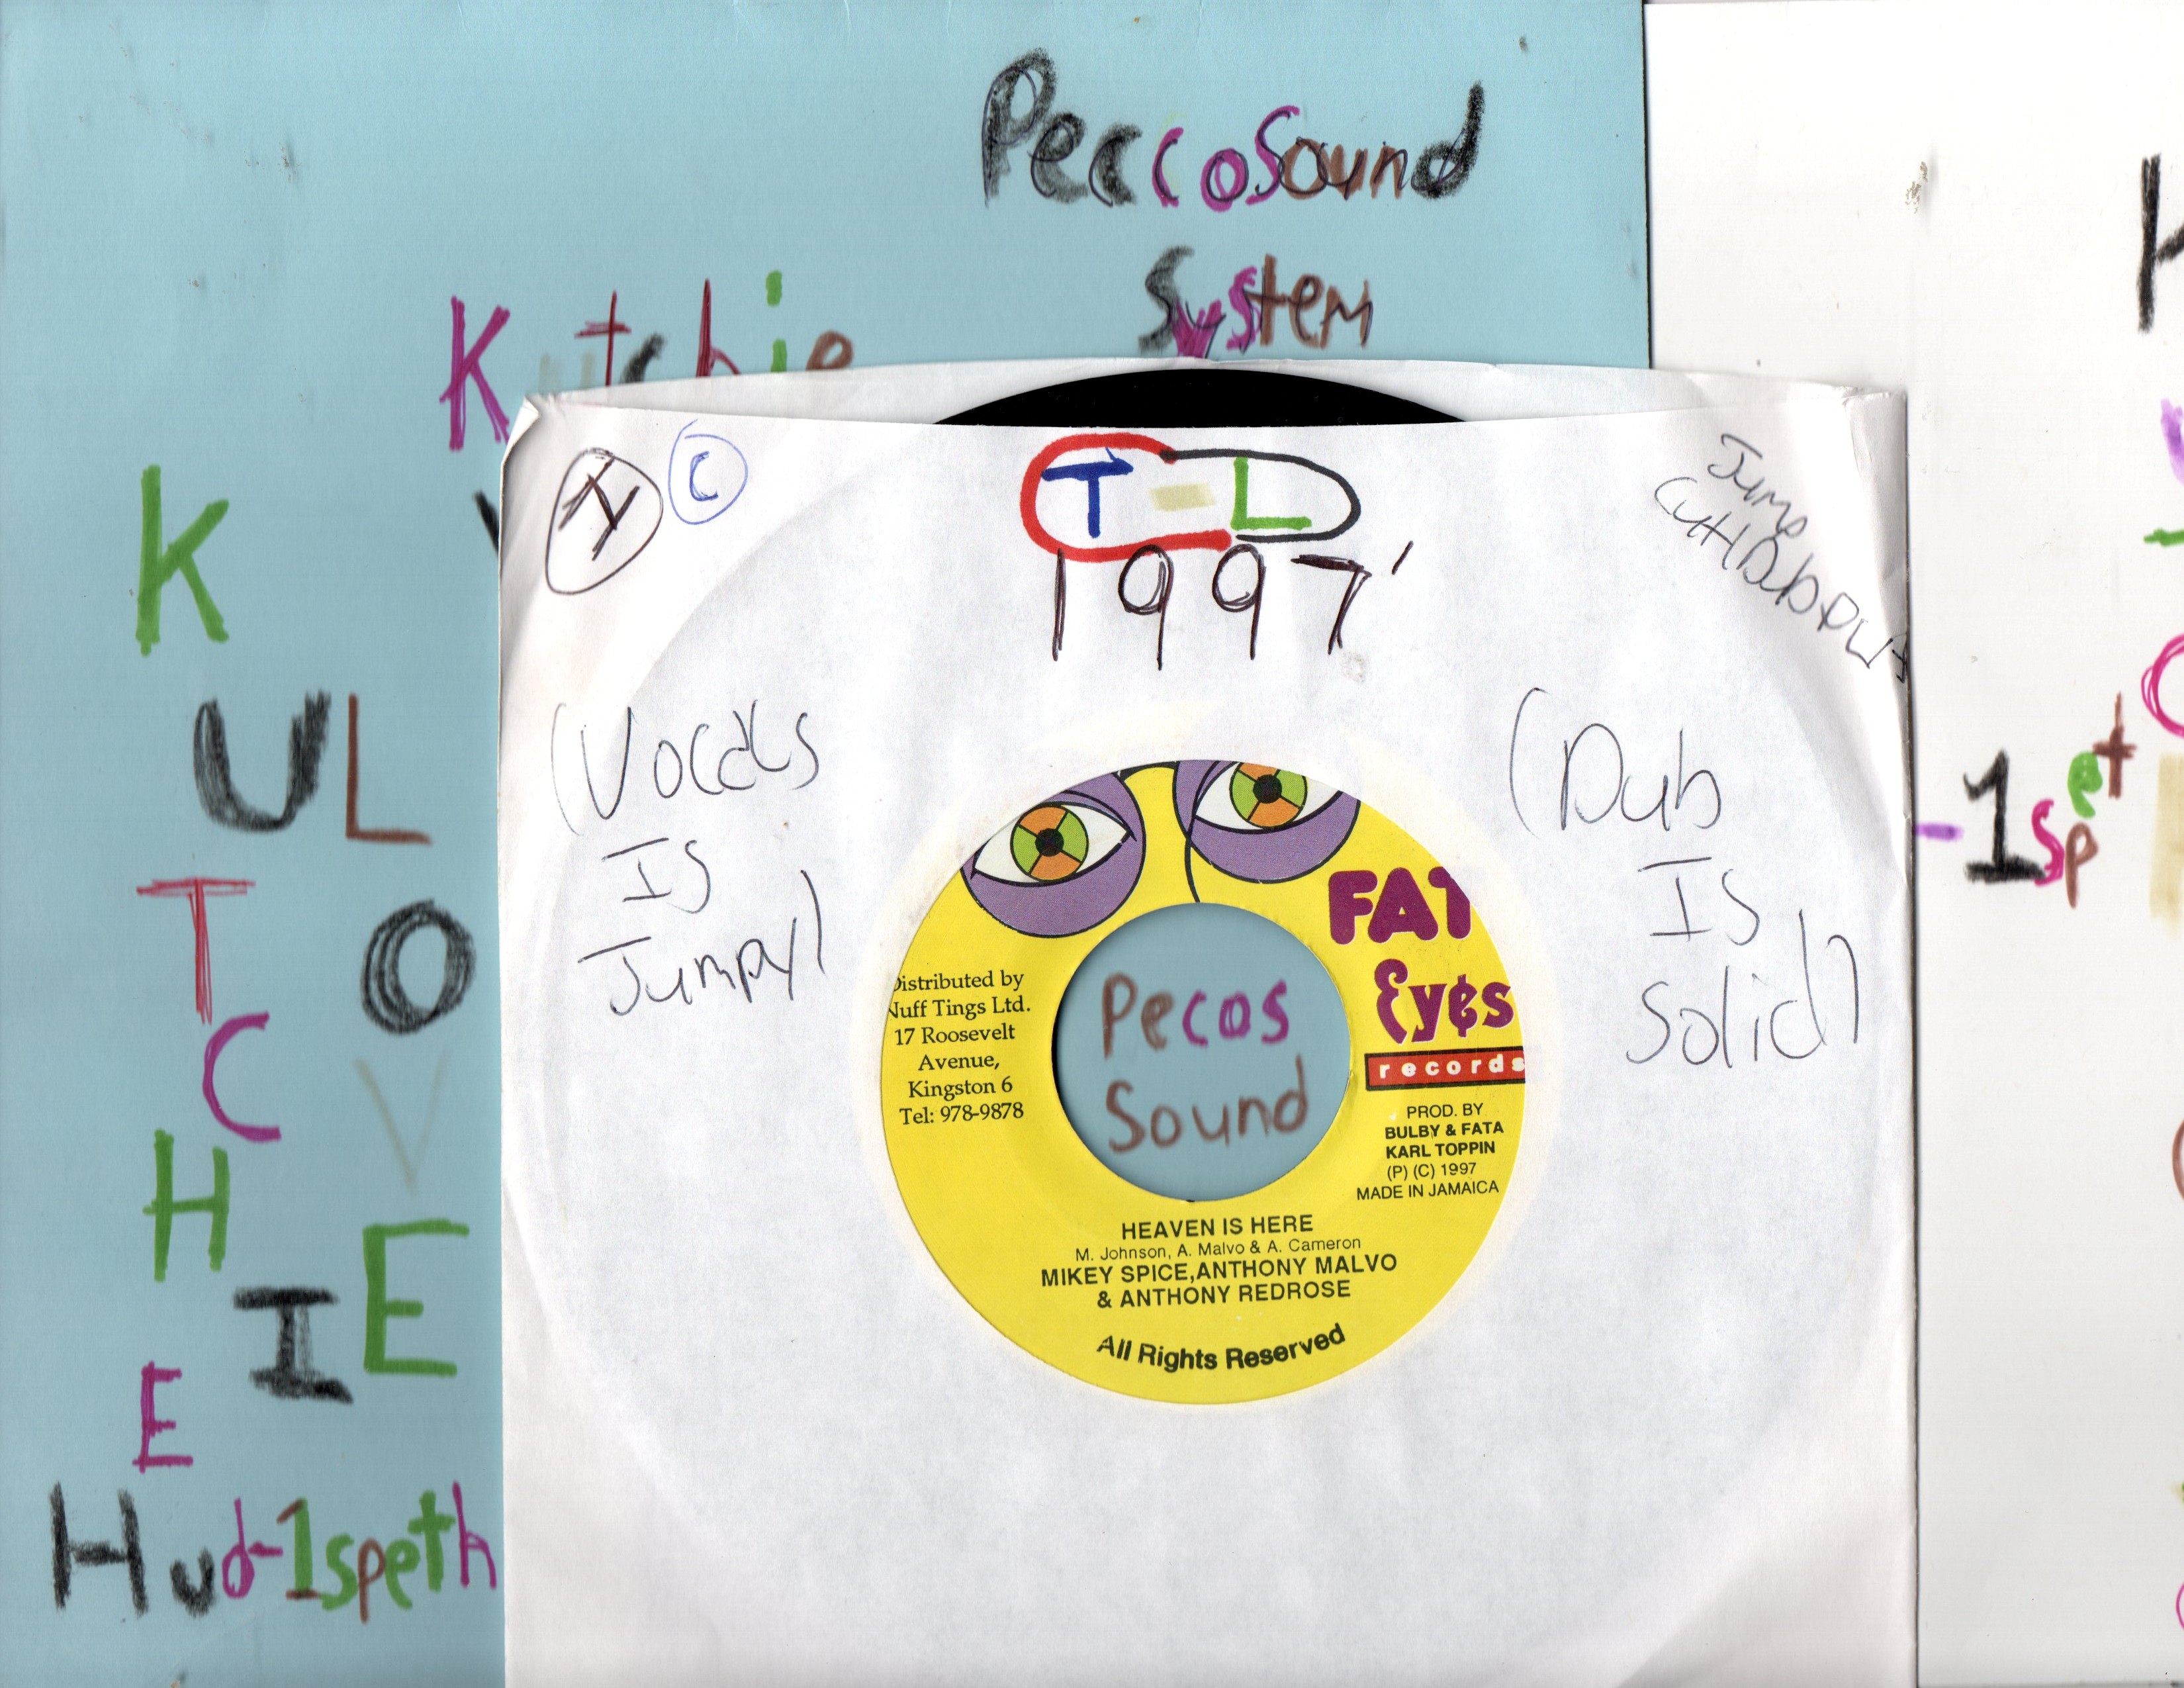 PeccoSound
System
Kutchie
K
U
T
C
H
I
E
L
O
V
E
Hud-1speth
C
T-L
1997'
Jump
(Vocals
Is
Jumpy)
(Dub
Is
Solid)
-1spet
Distributed by
Nuff Tings Ltd.
17 Roosevelt
Avenue,
Kingston 6
Tel: 978-9878
FAT
Eyes
records
PROD. BY
BULBY & FATA
KARL TOPPIN
(P) (C) 1997
MADE IN JAMAICA
Pecos
Sound
HEAVEN IS HERE
M. Johnson, A. Malvo & A. Cameron
MIKEY SPICE,ANTHONY MALVO
& ANTHONY REDROSE
All Rights Reserved